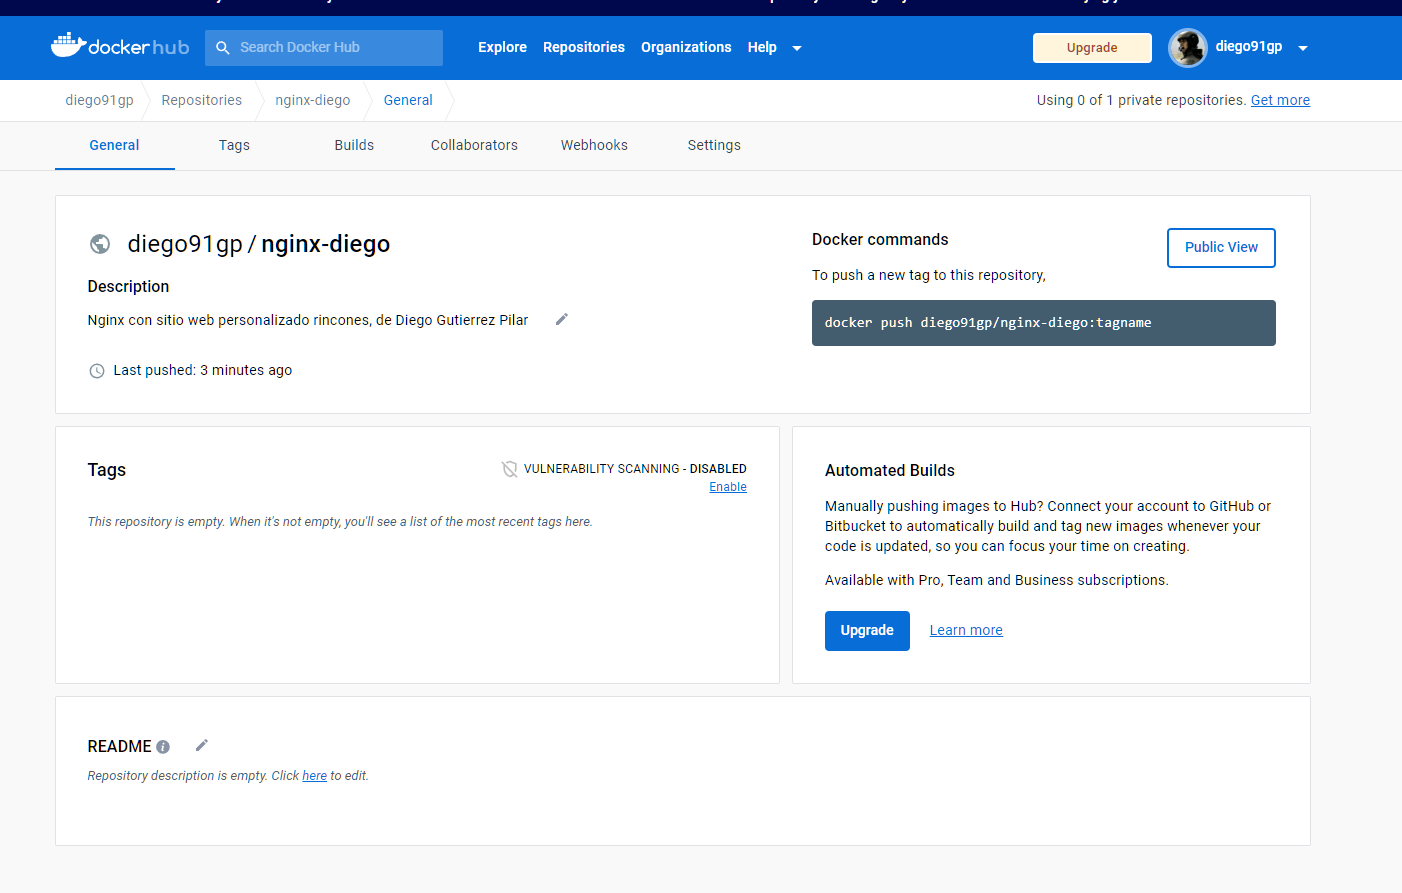 docker hub
Search Docker Hub
Explore Repositories Organizations Help
Upgrade
diego91gp
diego91gp Repositories nginx-diego General
Using 0 of 1 private repositories. Get more
General Tags Builds Collaborators Webhooks Settings
diego91gp / nginx-diego
Description
Nginx con sitio web personalizado rincones, de Diego Gutierrez Pilar
Last pushed: 3 minutes ago
Docker commands
Public View
To push a new tag to this repository,
docker push diego91gp/nginx-diego:tagname
Tags
VULNERABILITY SCANNING - DISABLED
Enable
This repository is empty. When it's not empty, you'll see a list of the most recent tags here.
Automated Builds
Manually pushing images to Hub? Connect your account to GitHub or
Bitbucket to automatically build and tag new images whenever your
code is updated, so you can focus your time on creating.
Available with Pro, Team and Business subscriptions.
Upgrade Learn more
README
Repository description is empty. Click here to edit.